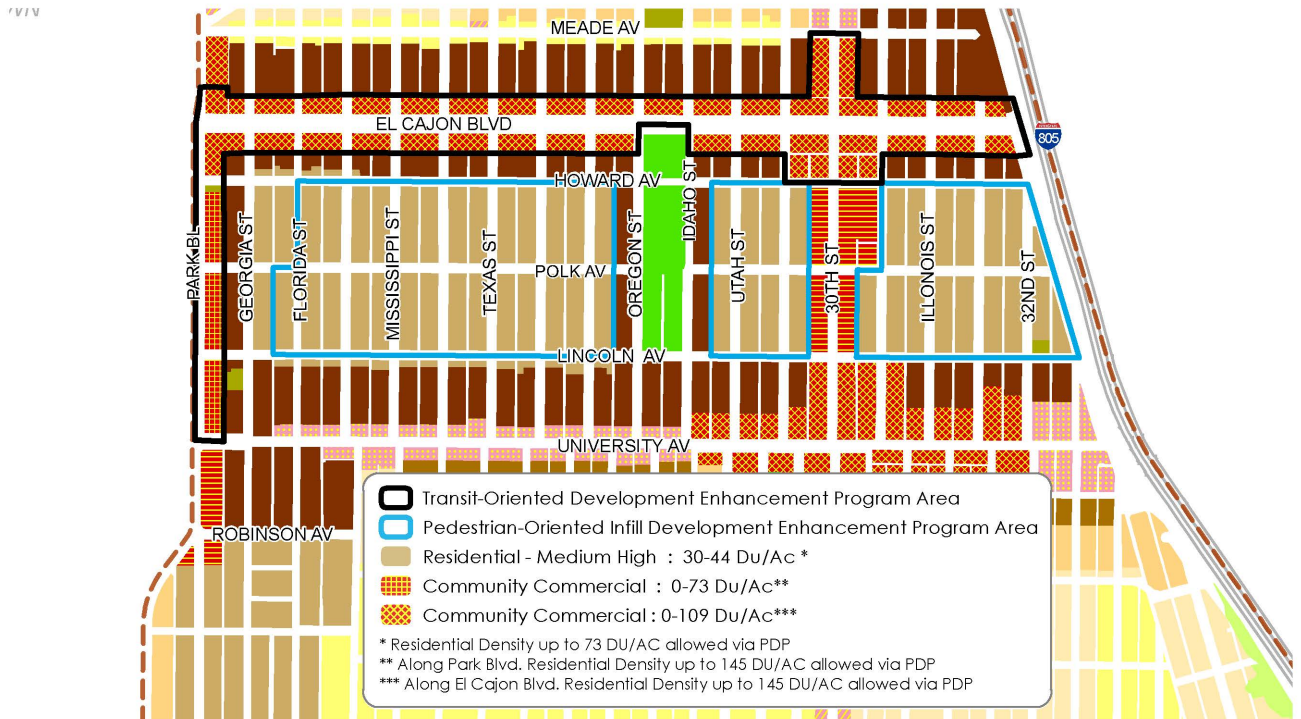 MEADE AV
EL CAJON BLVD
805
HOWARD AV
IDAHO ST
PARK BL
GEORGIA ST
FLORIDA ST
MISSISSIPPI ST
TEXAS ST
POLK AV
OREGON ST
UTAH ST
30TH ST
ILLONOIS ST
32ND ST
LINCOLN AV
UNIVERSITY AV
ROBINSON AV
Transit-Oriented Development Enhancement Program Area
Pedestrian-Oriented Infill Development Enhancement Program Area
Residential - Medium High : 30-44 Du/Ac *
Community Commercial : 0-73 Du/Ac**
Community Commercial : 0-109 Du/Ac***
* Residential Density up to 73 DU/AC allowed via PDP
** Along Park Blvd. Residential Density up to 145 DU/AC allowed via PDP
*** Along El Cajon Blvd. Residential Density up to 145 DU/AC allowed via PDP